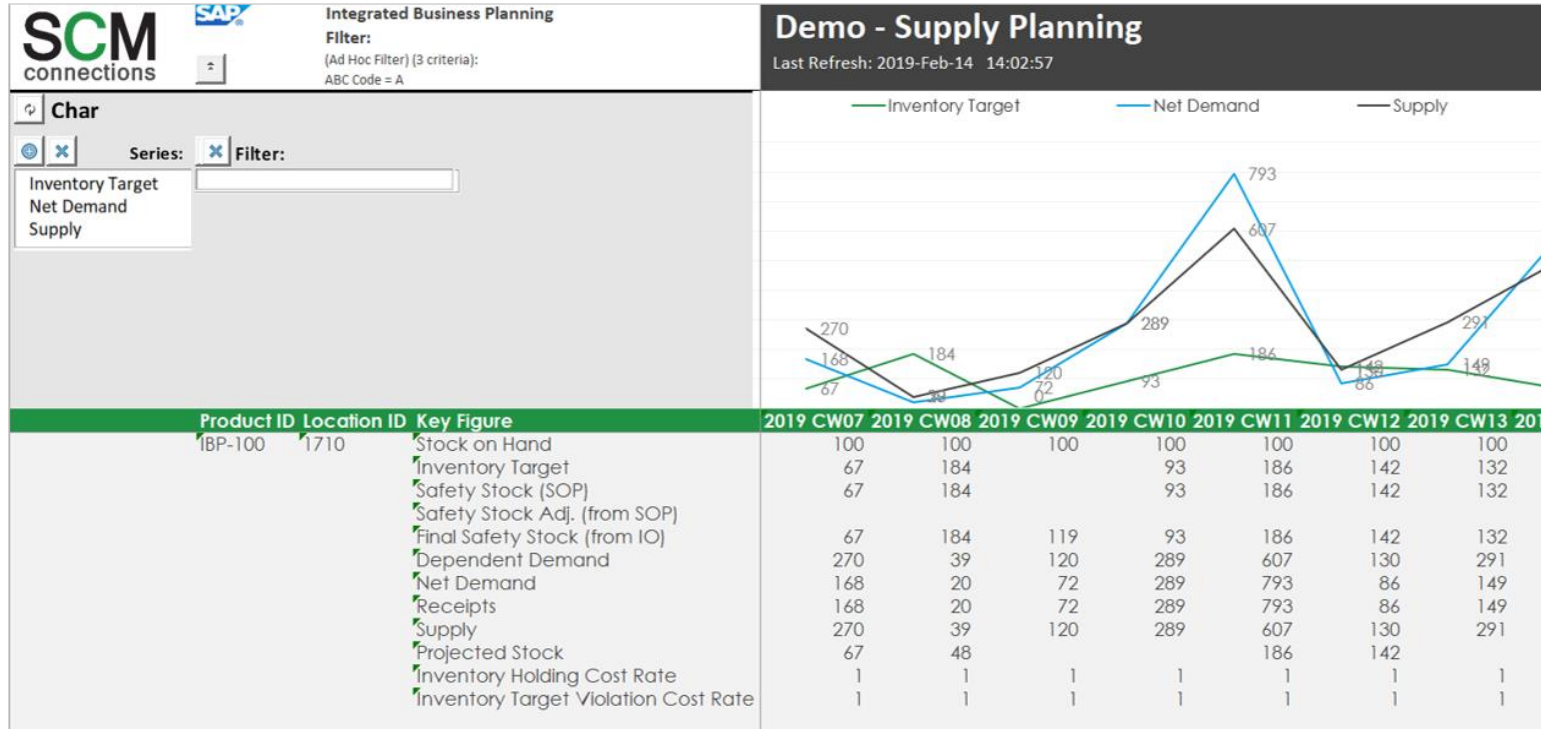 SCM
connections
SAP
Integrated Business Planning
Filter:
(Ad Hoc Filter) (3 criteria):
ABC Code = A
Demo - Supply Planning
Last Refresh: 2019-Feb-14 14:02:57
Char
Series: Filter:
Inventory Target
Net Demand
Supply
Inventory Target Net Demand Supply
793
607
270
289
291
184
186
168
149
142
130
132
120
93
86
72
67
0
39
Product ID Location ID Key Figure 2019 CW07 2019 CW08 2019 CW09 2019 CW10 2019 CW11 2019 CW12 2019 CW13 201
IBP-100 1710 Stock on Hand 100 100 100 100 100 100 100
Inventory Target 67 184 93 186 142 132
Safety Stock (SOP) 67 184 93 186 142 132
Safety Stock Adj. (from SOP)
Final Safety Stock (from IO) 67 184 119 93 186 142 132
Dependent Demand 270 39 120 289 607 130 291
Net Demand 168 20 72 289 793 86 149
Receipts 168 20 72 289 793 86 149
Supply 270 39 120 289 607 130 291
Projected Stock 67 48 186 142
Inventory Holding Cost Rate 1 1 1 1 1 1 1
Inventory Target Violation Cost Rate 1 1 1 1 1 1 1